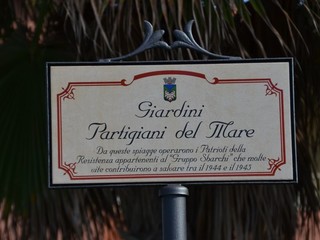 Giardini
Partigiani del Mare
Da queste spiagge operarono i Patrioti della
Resistenza appartenenti al "Gruppo Sbarchi" che molte
vite contribuirono a salvare tra il 1944 e il 1945